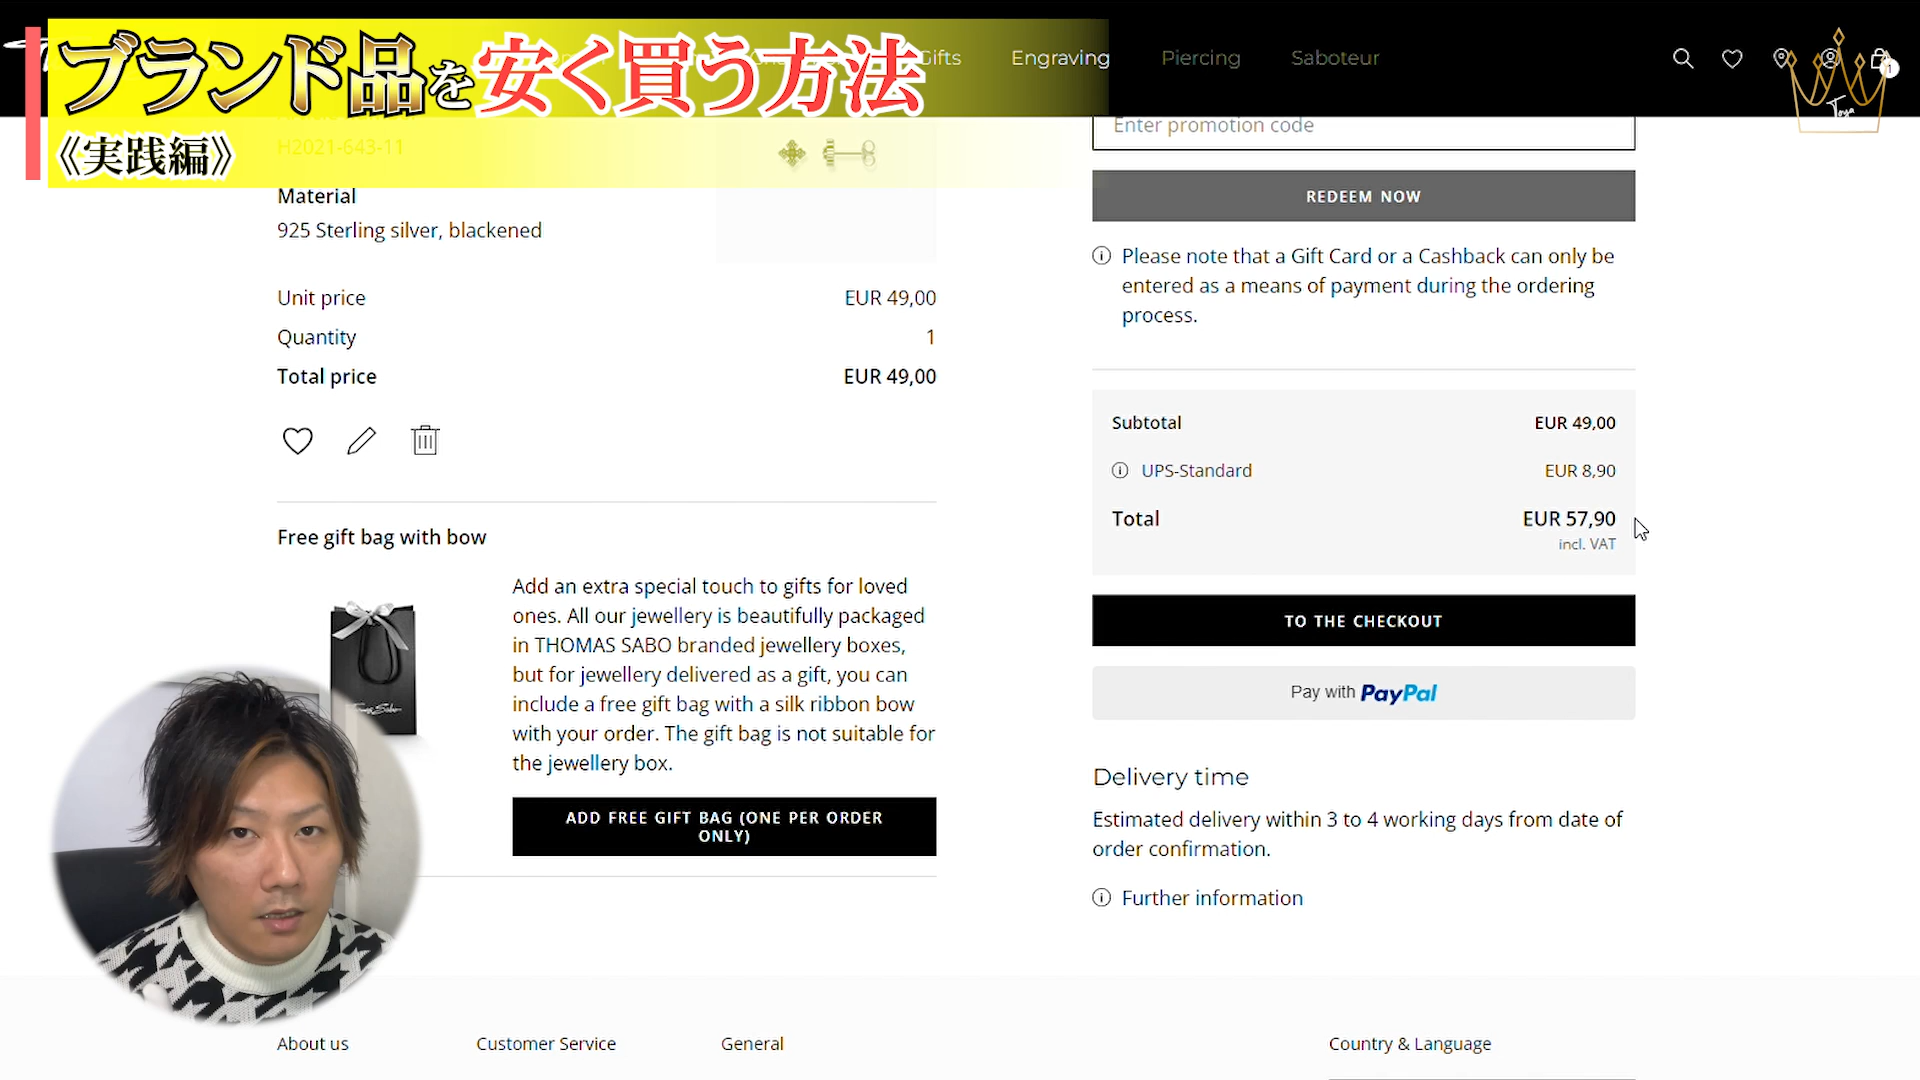 ブランド品を安く買う方法
《実践編》
Gifts
Engraving
Piercing
Saboteur
1
Toya
H2021-643-11
Material
925 Sterling silver, blackened
Unit price
EUR 49,00
Quantity
1
Total price
EUR 49,00
Free gift bag with bow
Add an extra special touch to gifts for loved
ones. All our jewellery is beautifully packaged
in THOMAS SABO branded jewellery boxes,
but for jewellery delivered as a gift, you can
include a free gift bag with a silk ribbon bow
with your order. The gift bag is not suitable for
the jewellery box.
ADD FREE GIFT BAG (ONE PER ORDER
ONLY)
Enter promotion code
REDEEM NOW
Please note that a Gift Card or a Cashback can only be
entered as a means of payment during the ordering
process.
Subtotal
EUR 49,00
UPS-Standard
EUR 8,90
Total
EUR 57,90
incl. VAT
TO THE CHECKOUT
Pay with PayPal
Delivery time
Estimated delivery within 3 to 4 working days from date of
order confirmation.
Further information
About us
Customer Service
General
Country & Language